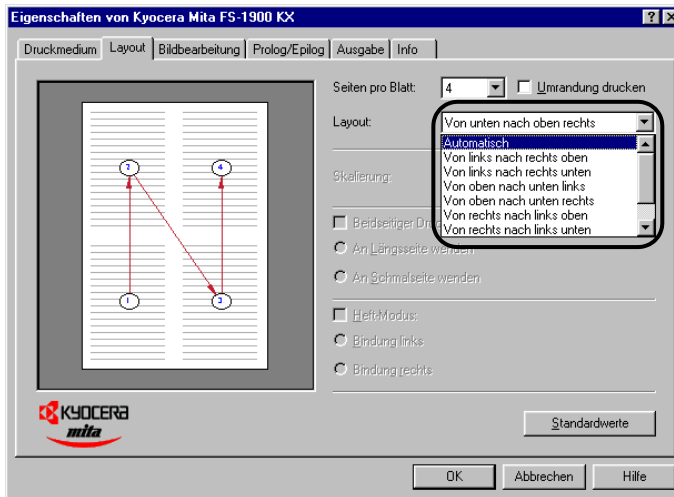 Eigenschaften von Kyocera Mita FS-1900 KX
Druckmedium Layout Bildbearbeitung Prolog/Epilog Ausgabe Info
Seiten pro Blatt: 4 Umrandung drucken
Layout: Von unten nach oben rechts
Automatisch
Von links nach rechts oben
Von links nach rechts unten
Von oben nach unten links
Von oben nach unten rechts
Von rechts nach links oben
Von rechts nach links unten
Skalierung:
Beidseitiger
An Längsseite wenden
An Schmalseite wenden
Heft-Modus:
Bindung links
Bindung rechts
2 4
1 3
KYOCERA
mita
Standardwerte
OK Abbrechen Hilfe